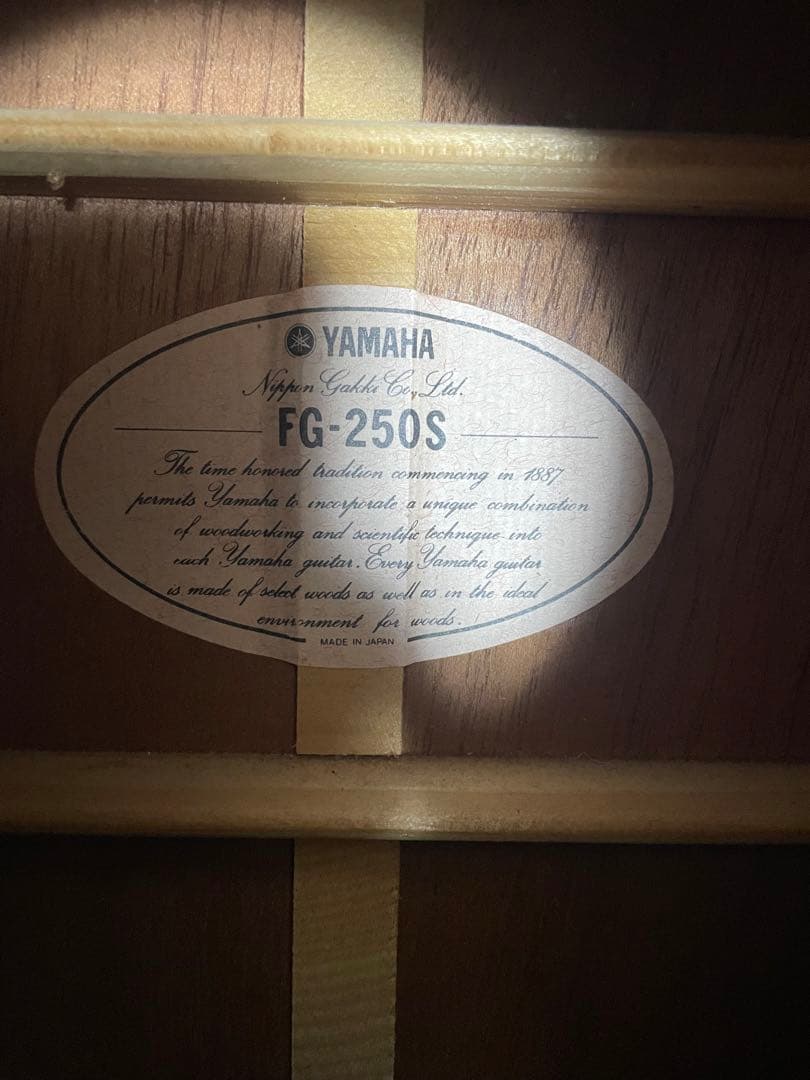 YAMAHA
Nippon Gakki Co., Ltd.
FG-250S
The time honored tradition commencing in 1887
permits Yamaha to incorporate a unique combination
of woodworking and scientific technique into
each Yamaha guitar. Every Yamaha guitar
is made of select woods as well as in the ideal
environment for woods.
MADE IN JAPAN